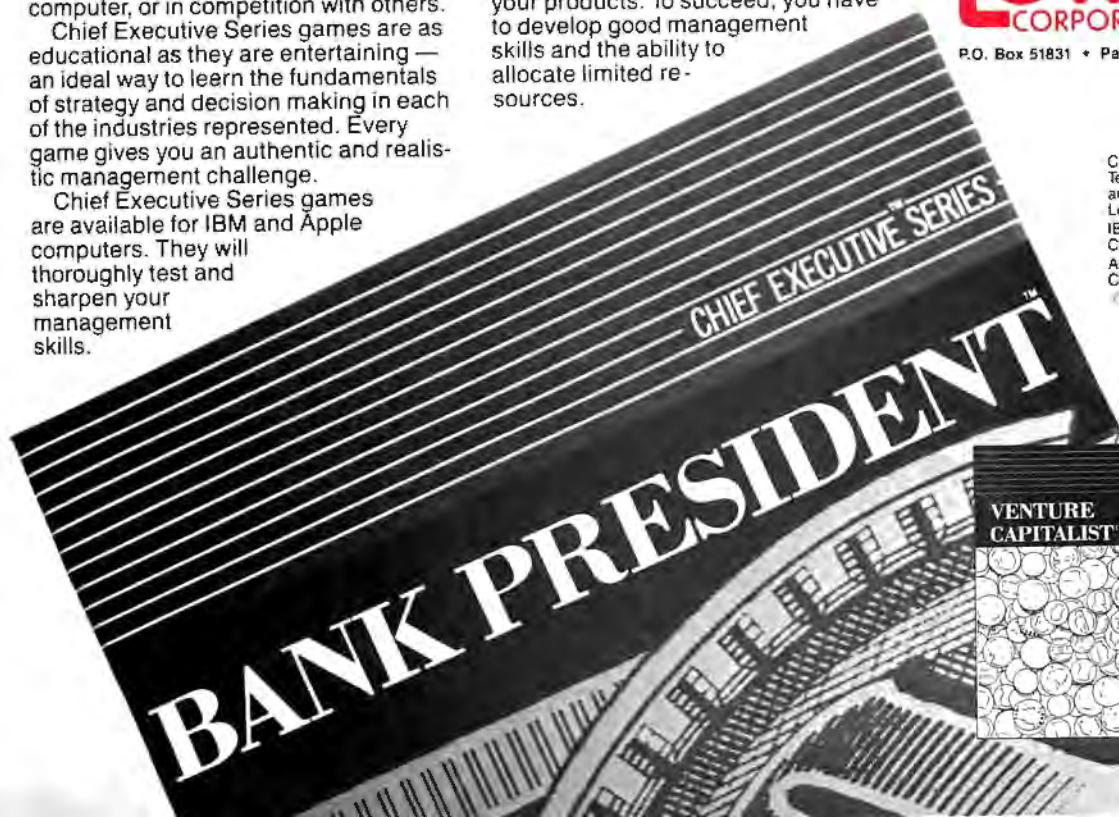 computer, or in competition with others.
Chief Executive Series games are as
educational as they are entertaining —
an ideal way to leern the fundamentals
of strategy and decision making in each
of the industries represented. Every
game gives you an authentic and realis-
tic management challenge.
Chief Executive Series games
are available for IBM and Apple
computers. They will
thoroughly test and
sharpen your
management
skills.
your products. To succeed, you have
to develop good management
skills and the ability to
allocate limited re-
sources.
P.O. Box 51831 • Pa
CHIEF EXECUTIVE™ SERIES
BANK PRESIDENT™
VENTURE
CAPITALIST